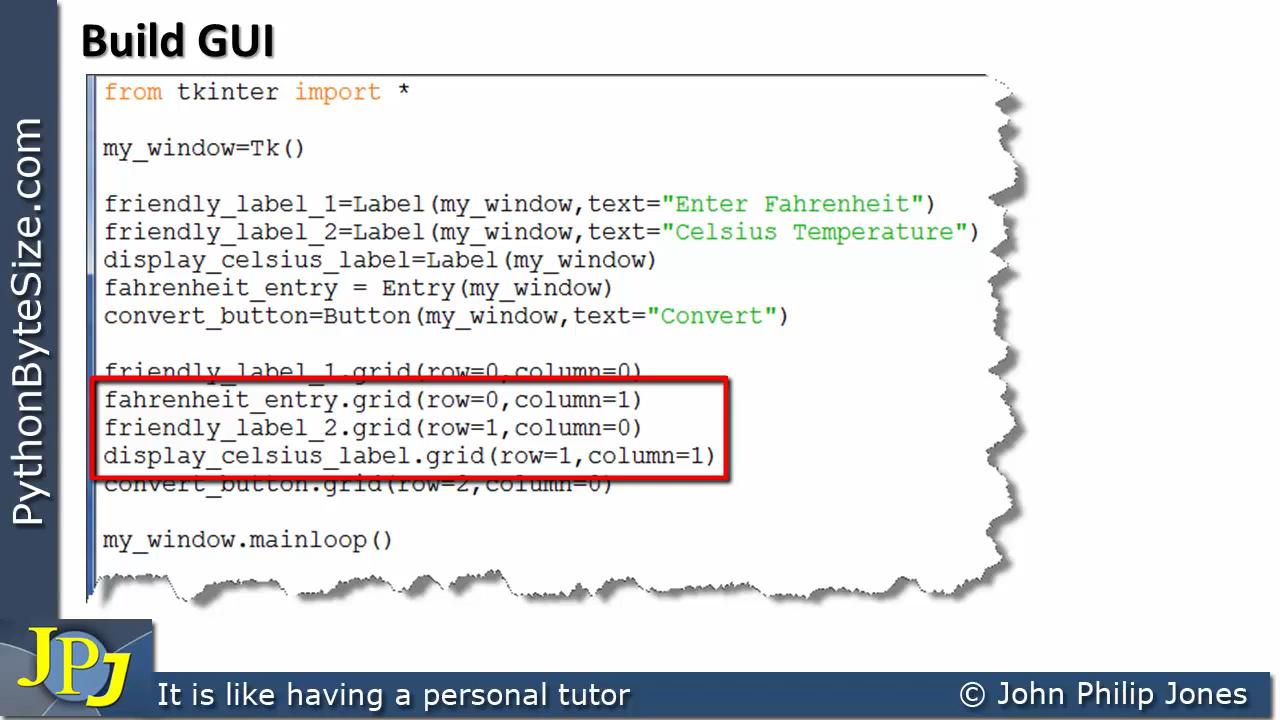 Build GUI
from tkinter import *
my_window=Tk()
friendly_label_1=Label(my_window,text="Enter Fahrenheit")
friendly_label_2=Label(my_window,text="Celsius Temperature")
display_celsius_label=Label(my_window)
fahrenheit_entry = Entry(my_window)
convert_button=Button(my_window,text="Convert")
friendly_label_1.grid(row=0,column=0)
fahrenheit_entry.grid(row=0,column=1)
friendly_label_2.grid(row=1,column=0)
display_celsius_label.grid(row=1,column=1)
convert_button.grid(row=2,column=0)
my_window.mainloop()
PythonByteSize.com
JPJ
It is like having a personal tutor
© John Philip Jones